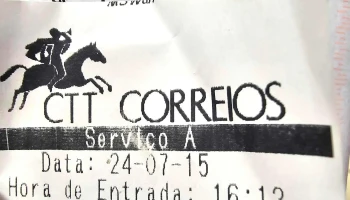 CTT CORREIOS
Serviço A
Data: 24-07-15
Hora de Entrada: 16:12